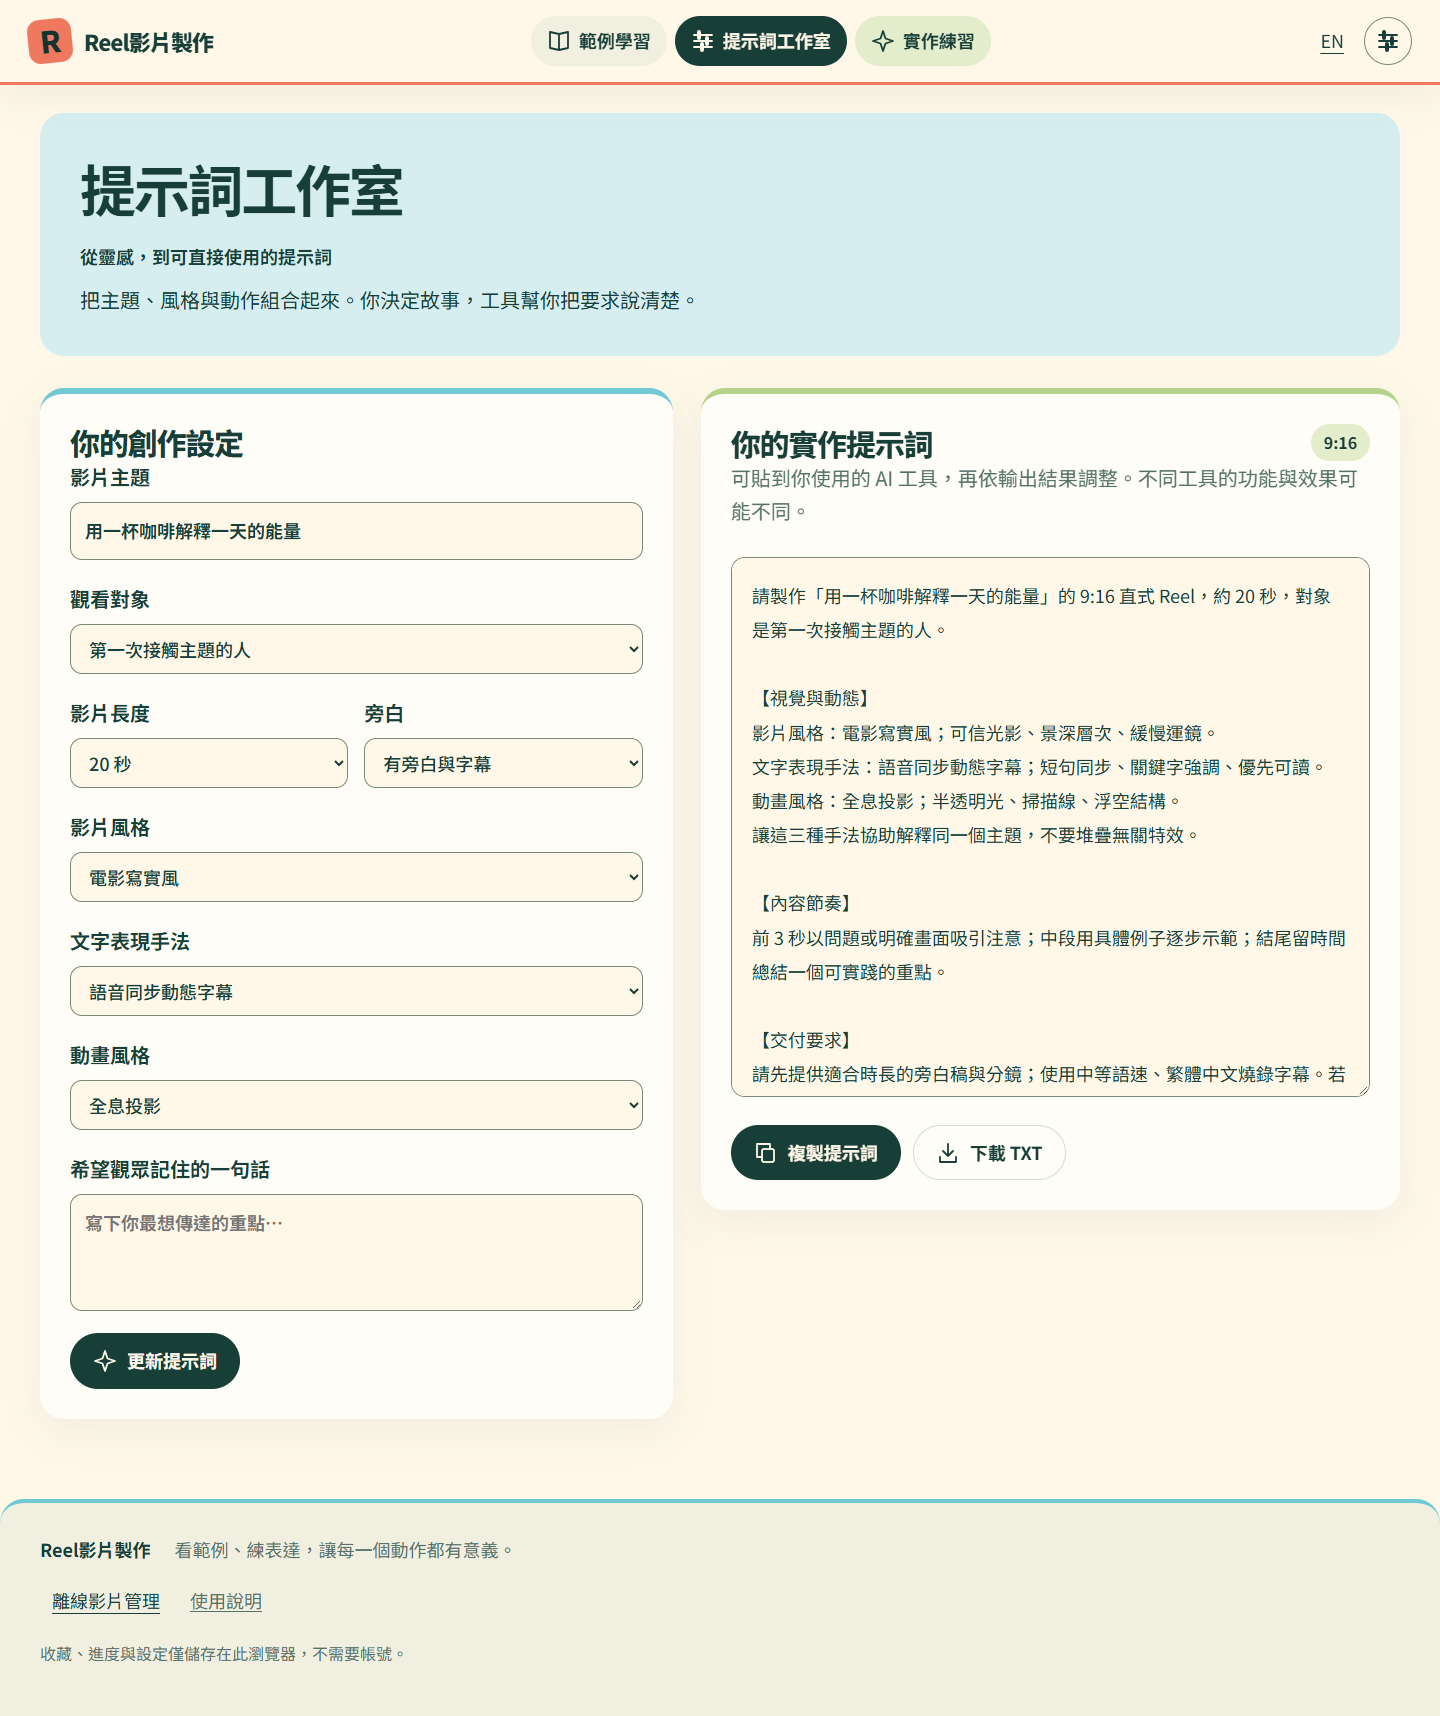 R Reel影片製作
範例學習
提示詞工作室
實作練習
EN
提示詞工作室
從靈感，到可直接使用的提示詞
把主題、風格與動作組合起來。你決定故事，工具幫你把要求說清楚。
你的創作設定
影片主題
用一杯咖啡解釋一天的能量
觀看對象
第一次接觸主題的人
影片長度
20 秒
旁白
有旁白與字幕
影片風格
電影寫實風
文字表現手法
語音同步動態字幕
動畫風格
全息投影
希望觀眾記住的一句話
寫下你最想傳達的重點…
更新提示詞
你的實作提示詞
9:16
可貼到你使用的 AI 工具，再依輸出結果調整。不同工具的功能與效果可
能不同。
請製作「用一杯咖啡解釋一天的能量」的 9:16 直式 Reel，約 20 秒，對象
是第一次接觸主題的人。
【視覺與動態】
影片風格：電影寫實風；可信光影、景深層次、緩慢運鏡。
文字表現手法：語音同步動態字幕；短句同步、關鍵字強調、優先可讀。
動畫風格：全息投影；半透明光、掃描線、浮空結構。
讓這三種手法協助解釋同一個主題，不要堆疊無關特效。
【內容節奏】
前 3 秒以問題或明確畫面吸引注意；中段用具體例子逐步示範；結尾留時間
總結一個可實踐的重點。
【交付要求】
請先提供適合時長的旁白稿與分鏡；使用中等語速、繁體中文燒錄字幕。若
複製提示詞
下載 TXT
Reel影片製作
看範例、練表達，讓每一個動作都有意義。
離線影片管理
使用說明
收藏、進度與設定僅儲存在此瀏覽器，不需要帳號。